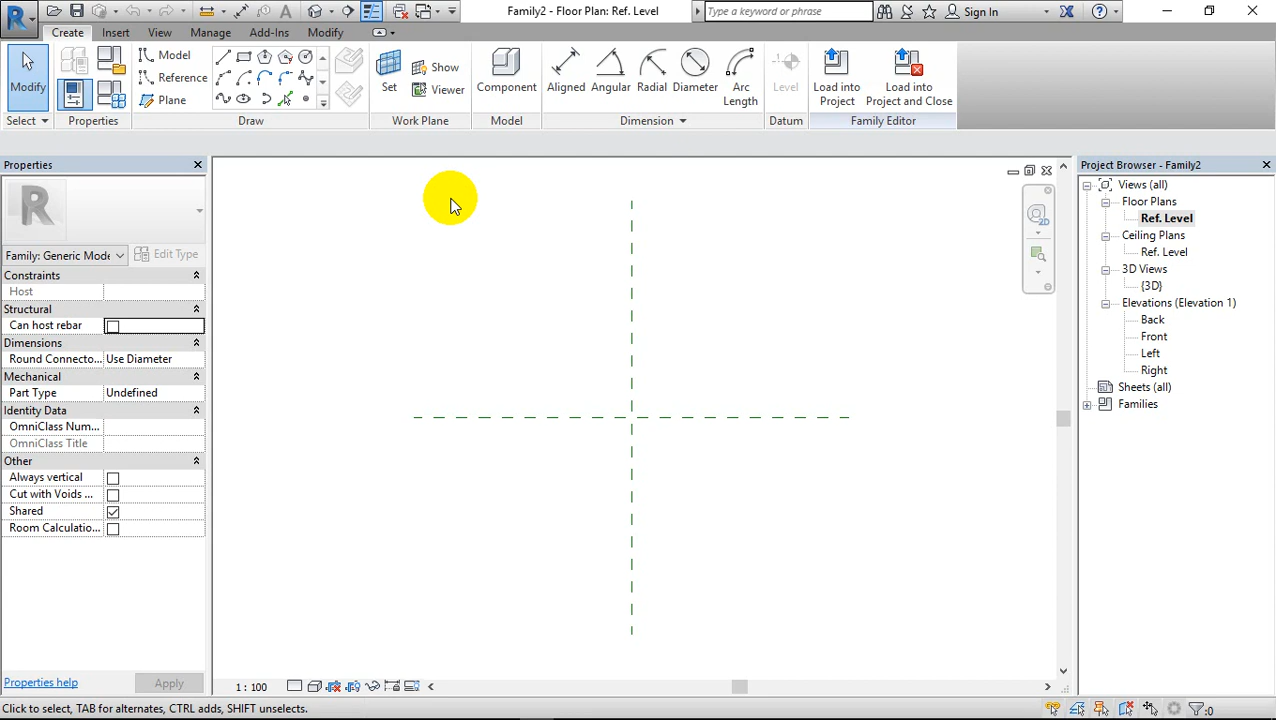 Family2 - Floor Plan: Ref. Level
Type a keyword or phrase
Sign In
Create
Insert
View
Manage
Add-Ins
Modify
Modify
Select
Properties
Model
Reference
Plane
Draw
Set
Show
Viewer
Work Plane
Component
Model
Aligned
Angular
Radial
Diameter
Arc
Length
Dimension
Level
Datum
Load into
Project
Load into
Project and Close
Family Editor
Properties
Family: Generic Mode
Edit Type
Constraints
Host
Structural
Can host rebar
Dimensions
Round Connecto... Use Diameter
Mechanical
Part Type Undefined
Identity Data
OmniClass Num...
OmniClass Title
Other
Always vertical
Cut with Voids ...
Shared
Room Calculatio...
Properties help
Apply
2D
Project Browser - Family2
Views (all)
Floor Plans
Ref. Level
Ceiling Plans
Ref. Level
3D Views
{3D}
Elevations (Elevation 1)
Back
Front
Left
Right
Sheets (all)
Families
1 : 100
Click to select, TAB for alternates, CTRL adds, SHIFT unselects.
:0